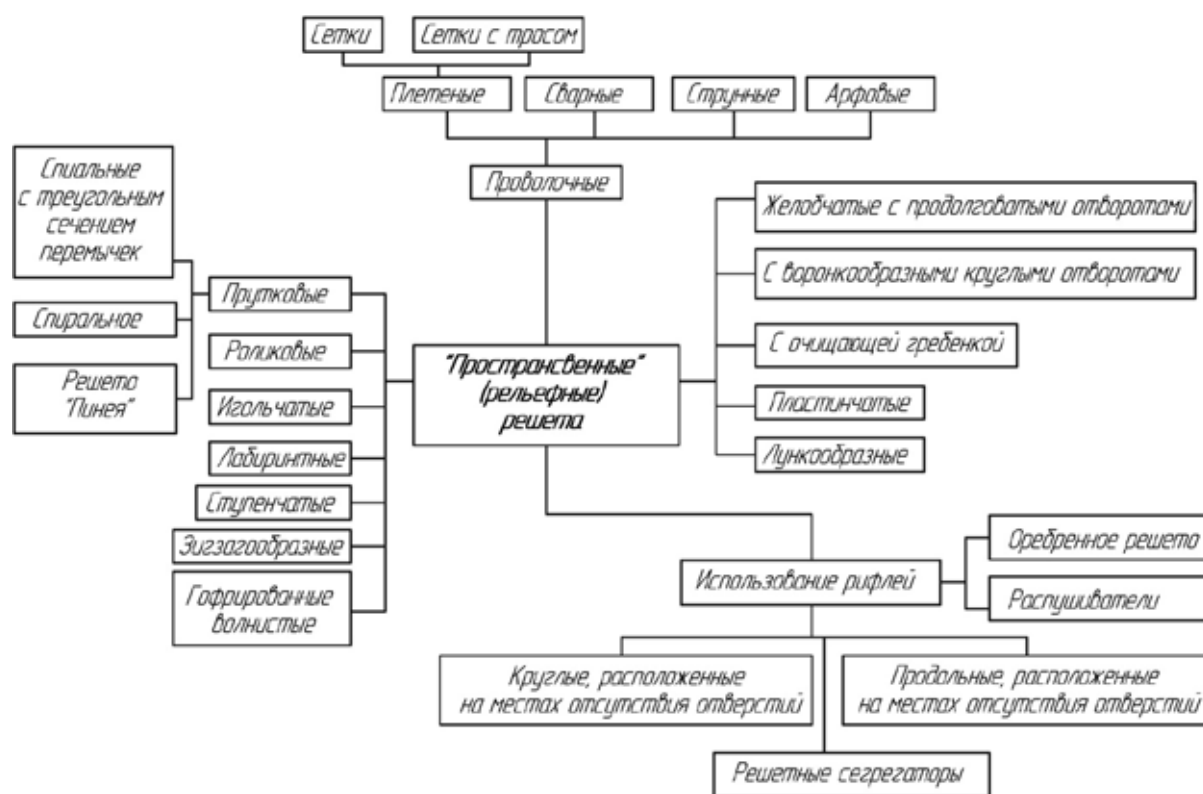 Сетки
Сетки с тросом
Плетеные
Сварные
Струнные
Арфовые
Проволочные
Спиальные
с треугольным
сечением
перемычек
Спиральное
Решета
"Пинея"
Прутковые
Роликовые
Игольчатые
Лабиринтные
Ступенчатые
Зигзагообразные
Гофрированные
волнистые
"Пространсвенные"
(рельефные)
решета
Желобчатые с продолговатыми отворотами
С воронкообразными круглыми отворотами
С очищающей гребенкой
Пластинчатые
Лункообразные
Использование рифлей
Оребренное решето
Распушиватели
Круглые, расположенные
на местах отсутствия отверстий
Продольные, расположенные
на местах отсутствия отверстий
Решетные сегрегаторы